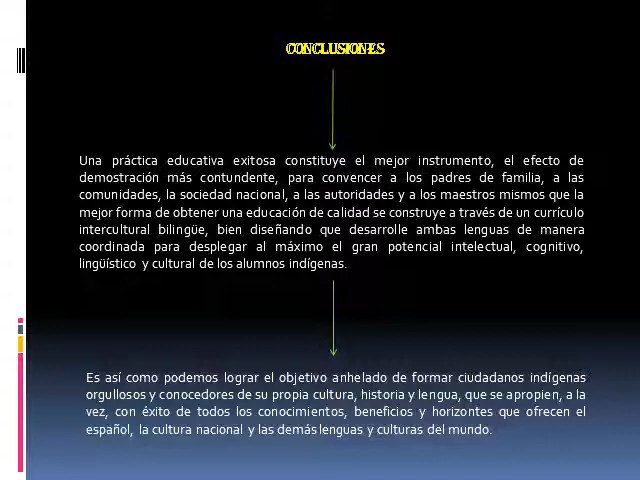 CONCLUSIONES
Una práctica educativa exitosa constituye el mejor instrumento, el efecto de
demostración más contundente, para convencer a los padres de familia, a las
comunidades, la sociedad nacional, a las autoridades y a los maestros mismos que la
mejor forma de obtener una educación de calidad se construye a través de un currículo
intercultural bilingüe, bien diseñando que desarrolle ambas lenguas de manera
coordinada para desplegar al máximo el gran potencial intelectual, cognitivo,
lingüístico y cultural de los alumnos indígenas.
Es así como podemos lograr el objetivo anhelado de formar ciudadanos indígenas
orgullosos y conocedores de su propia cultura, historia y lengua, que se apropien, a la
vez, con éxito de todos los conocimientos, beneficios y horizontes que ofrecen el
español, la cultura nacional y las demás lenguas y culturas del mundo.